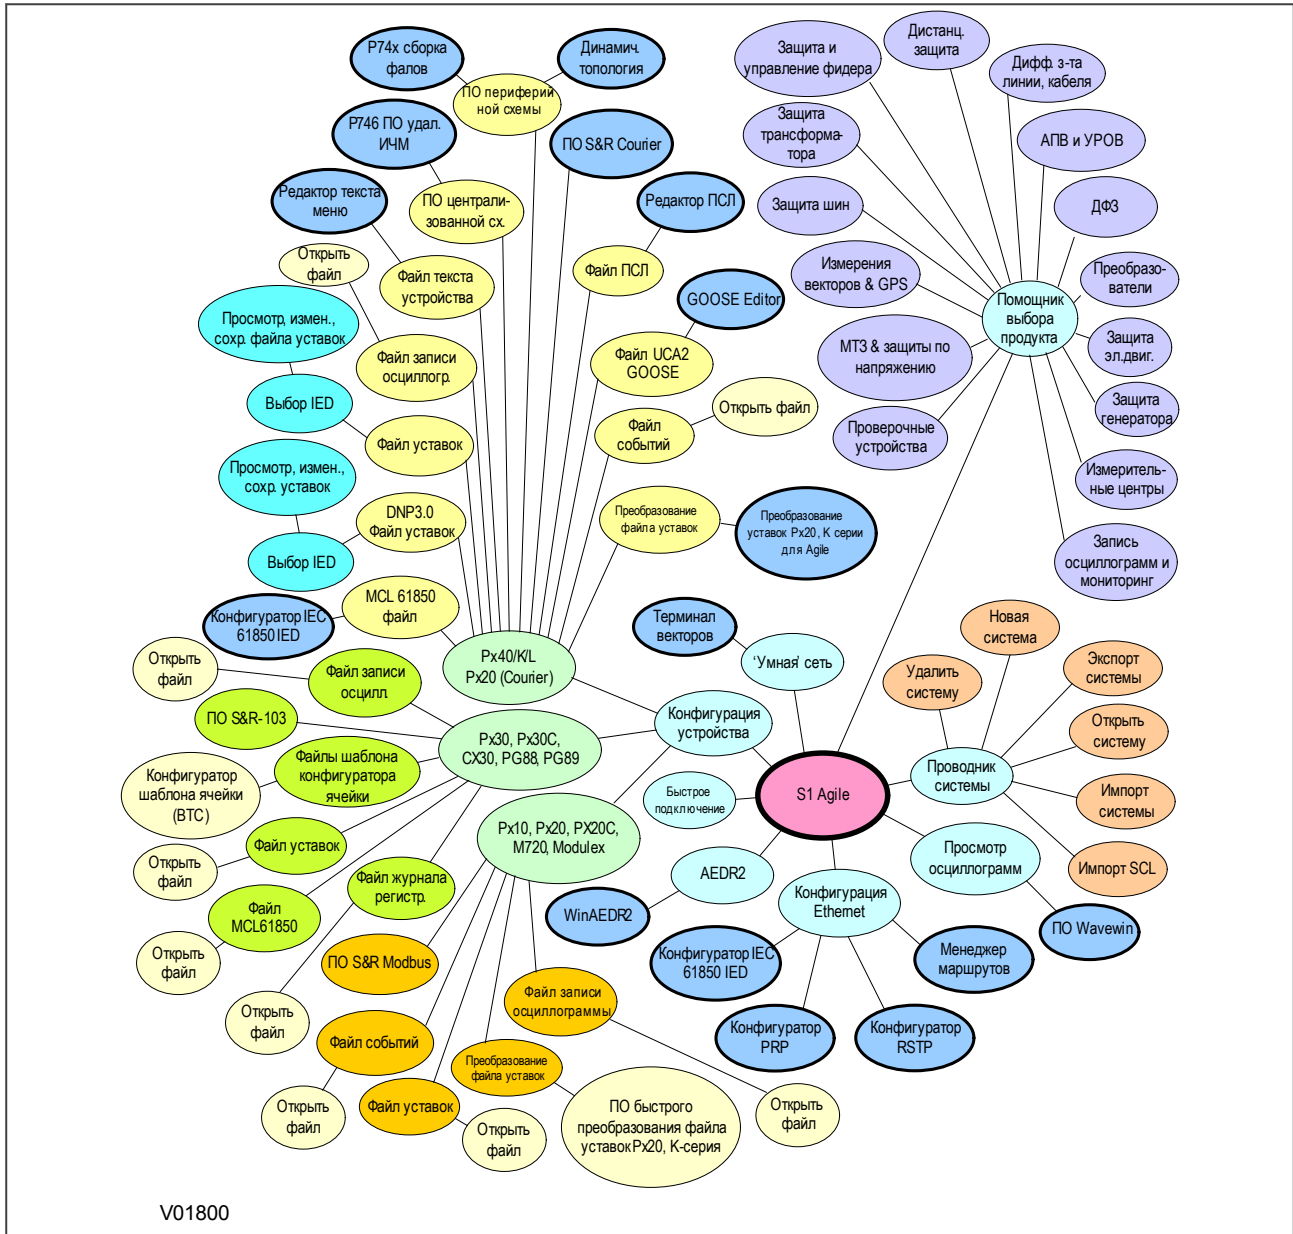 P74x сборка
фалов
Динамич.
топология
ПО периферий
ной схемы
P746 ПО удал.
ИЧМ
ПО S&R Courier
Редактор текста
меню
ПО централи-
зованной сх.
Редактор ПСЛ
Открыть
файл
Файл текста
устройства
Файл ПСЛ
GOOSE Editor
Просмотр, измен.,
сохр. файла уставок
Файл записи
осциллогр.
Файл UCA2
GOOSE
Выбор IED
Файл уставок
Файл
событий
Открыть файл
Просмотр, измен.,
сохр. уставок
DNP3.0
Файл уставок
Преобразование
файла уставок
Преобразование
уставок Px20, K серии
для Agile
Выбор IED
MCL 61850
файл
Конфигуратор IEC
61850 IED
Px40/K/L
Px20 (Courier)
Защита и
управление фидера
Дистанц.
защита
Дифф. з-та
линии, кабеля
Защита
трансформа-
тора
АПВ и УРОВ
Защита шин
ДФЗ
Измерения
векторов & GPS
Преобразо-
ватели
Помощник
выбора
продукта
МТЗ & защиты по
напряжению
Защита
эл.двиг.
Защита
генератора
Проверочные
устройства
Измеритель-
ные центры
Запись
осциллограмм и
мониторинг
Терминал
векторов
'Умная' сеть
Новая
система
Удалить
систему
Экспорт
системы
Открыть
систему
Импорт
системы
Импорт SCL
Проводник
системы
Конфигурация
устройства
S1 Agile
Быстрое
подключение
Просмотр
осциллограмм
AEDR2
Конфигурация
Ethernet
WinAEDR2
ПО Wavewin
Конфигуратор IEC
61850 IED
Менеджер
маршрутов
Конфигуратор
PRP
Конфигуратор
RSTP
Открыть
файл
Файл записи
осцилл.
ПО S&R-103
Px30, Px30C,
CX30, PG88, PG89
Файлы шаблона
конфигуратора
ячейки
Конфигуратор
шаблона ячейки
(BTC)
Px10, Px20, PX20C,
M720, Modulex
Файл уставок
Открыть
файл
Файл журнала
регистр.
Файл
MCL61850
Открыть
файл
ПО S&R Modbus
Файл записи
осциллограммы
Открыть
файл
Файл событий
Преобразование
файла уставок
Открыть
файл
Файл уставок
Открыть
файл
ПО быстрого
преобразования файла
уставок Px20, K-серия
Открыть
файл
V01800